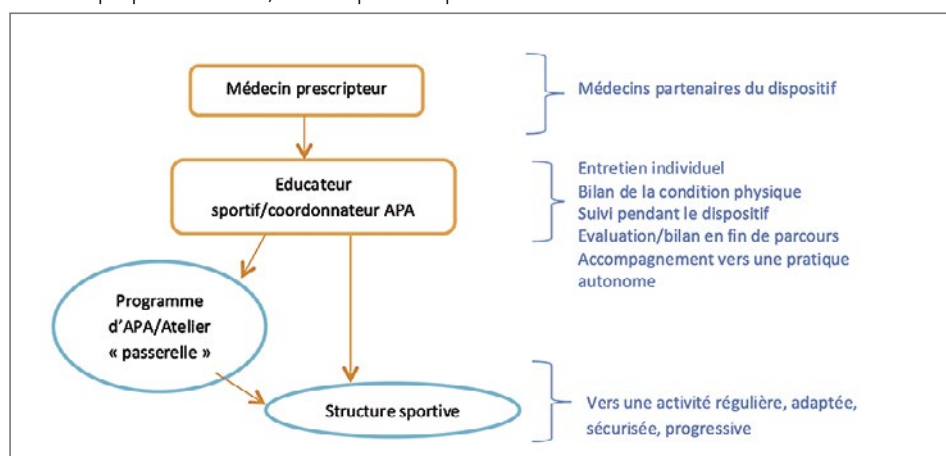 Médecin prescripteur
Médecins partenaires du dispositif
Educateur
sportif/coordonnateur APA
Entretien individuel
Bilan de la condition physique
Suivi pendant le dispositif
Evaluation/bilan en fin de parcours
Accompagnement vers une pratique
autonome
Programme
d'APA/Atelier
« passerelle »
Structure sportive
Vers une activité régulière, adaptée,
sécurisée, progressive